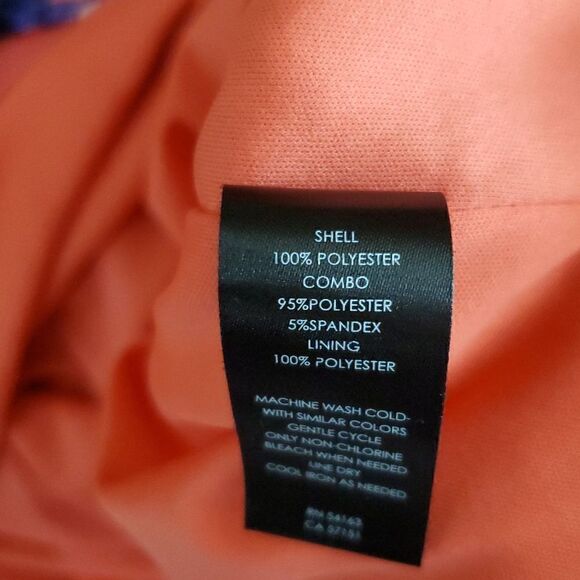 SHELL
100% POLYESTER
COMBO
95%POLYESTER
5%SPANDEX
LINING
100% POLYESTER
MACHINE WASH COLD-
WITH SIMILAR COLORS
GENTLE CYCLE
ONLY NON-CHLORINE
BLEACH WHEN NEEDED
LINE DRY
COOL IRON AS NEEDED
RN 54163
CA 57151